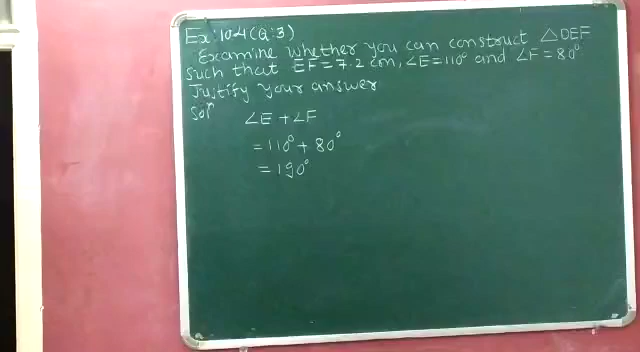 Ex: 10.4 (Q:3)
Examine whether you can construct △DEF
such that EF = 7.2 cm, ∠E = 110° and ∠F = 80°
Justify your answer
Solⁿ ∠E + ∠F
= 110° + 80°
= 190°